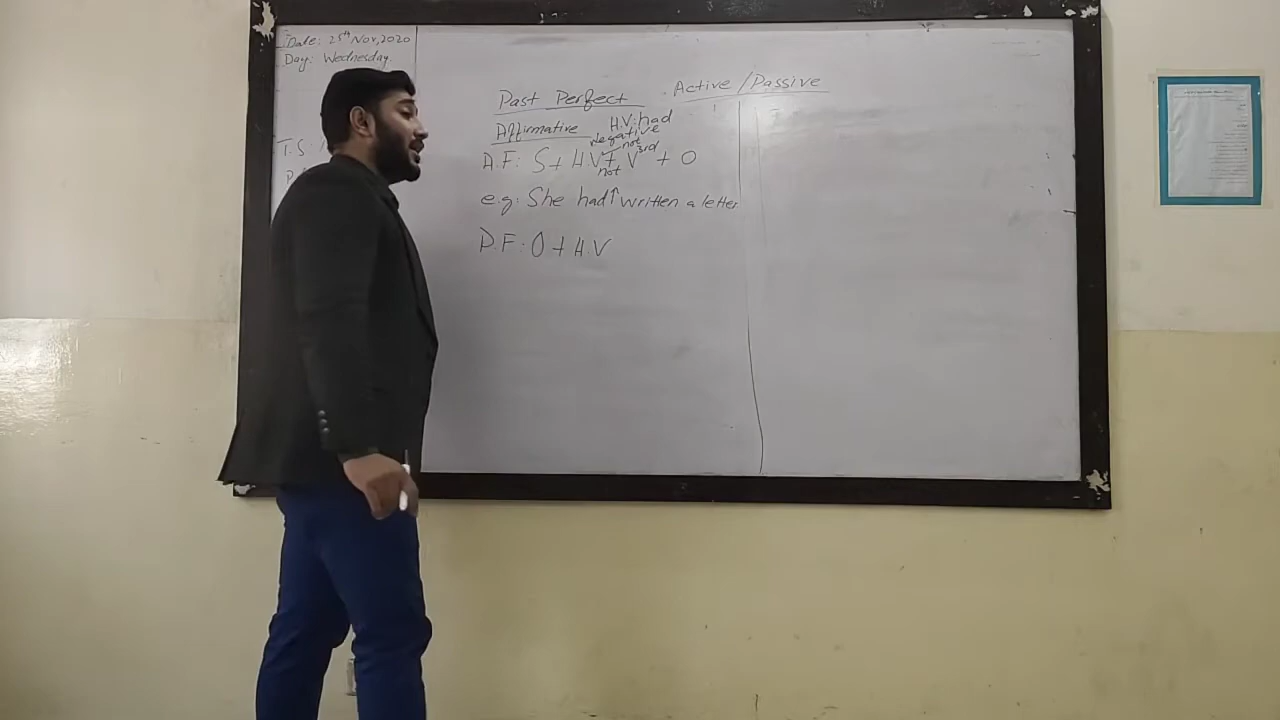 Date: 25th Nov, 2020
Day: Wednesday
T.S:
Active / Passive
Past Perfect
Affirmative H.V: had
Negative
not
A.F: S + H.V + V3rd + O
not
e.g: She had↑written a letter
P.F: O + H.V